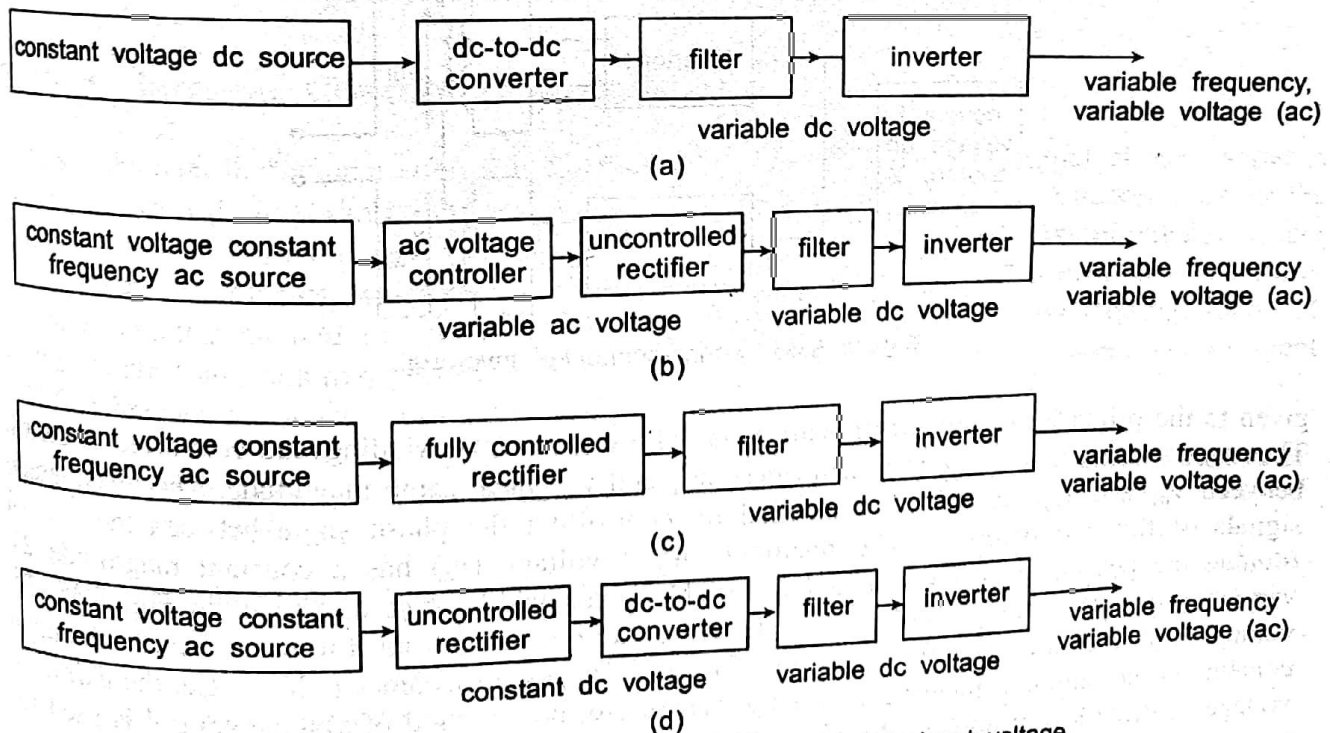 constant voltage dc source
dc-to-dc
converter
filter
inverter
variable frequency,
variable voltage (ac)
variable dc voltage
(a)
constant voltage constant
frequency ac source
ac voltage
controller
uncontrolled
rectifier
filter
inverter
variable frequency
variable voltage (ac)
variable ac voltage
variable dc voltage
(b)
constant voltage constant
frequency ac source
fully controlled
rectifier
filter
inverter
variable frequency
variable voltage (ac)
variable dc voltage
(c)
constant voltage constant
frequency ac source
uncontrolled
rectifier
dc-to-dc
converter
filter
inverter
variable frequency
variable voltage (ac)
constant dc voltage
variable dc voltage
(d)
voltage